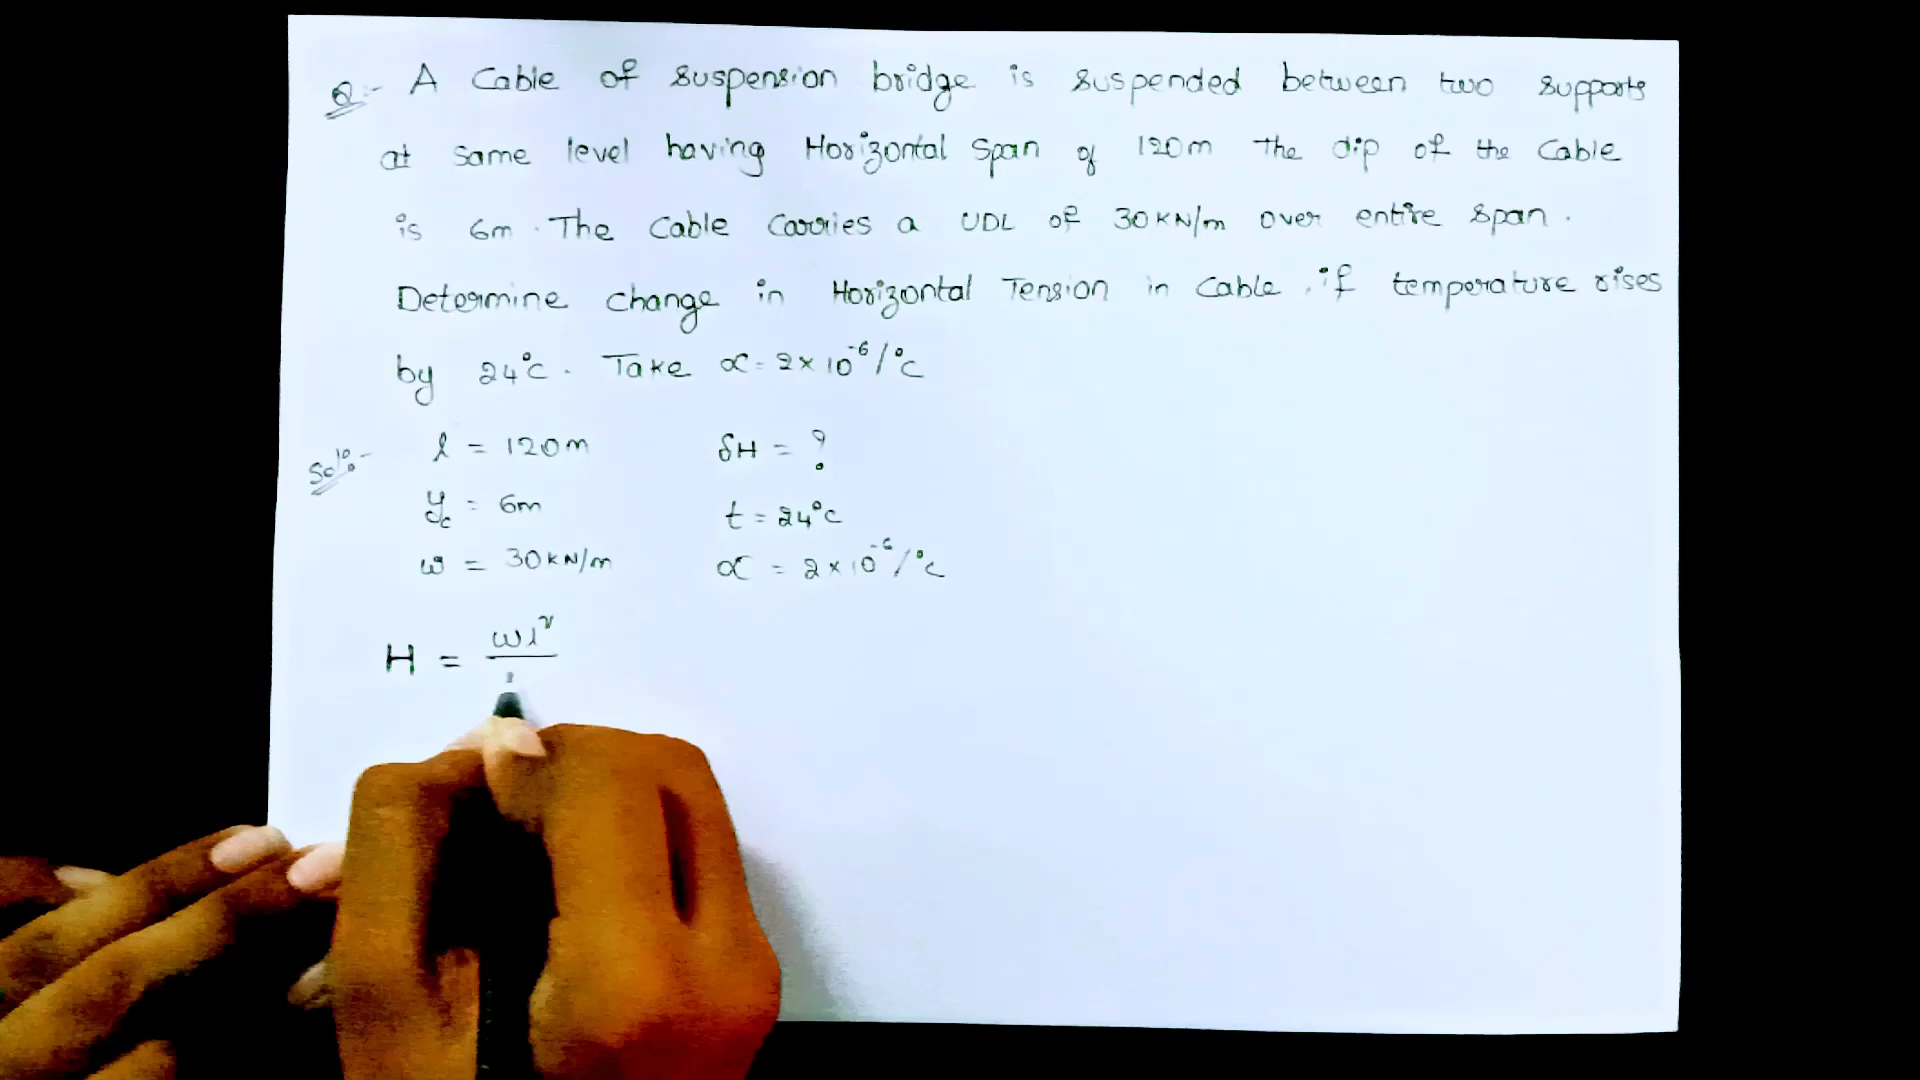 Q:- A Cable of suspension bridge is suspended between two supports
at same level having Horizontal Span of 120m The dip of the Cable
is 6m. The Cable Carries a UDL of 30KN/m over entire span.
Determine change in Horizontal Tension in Cable, if temperature rises
by 24°C. Take α = 2×10⁻⁶/°C
Sol:- l = 120m δH = ?
y_c = 6m t = 24°C
w = 30KN/m α = 2×10⁻⁶/°C
H = wl²/